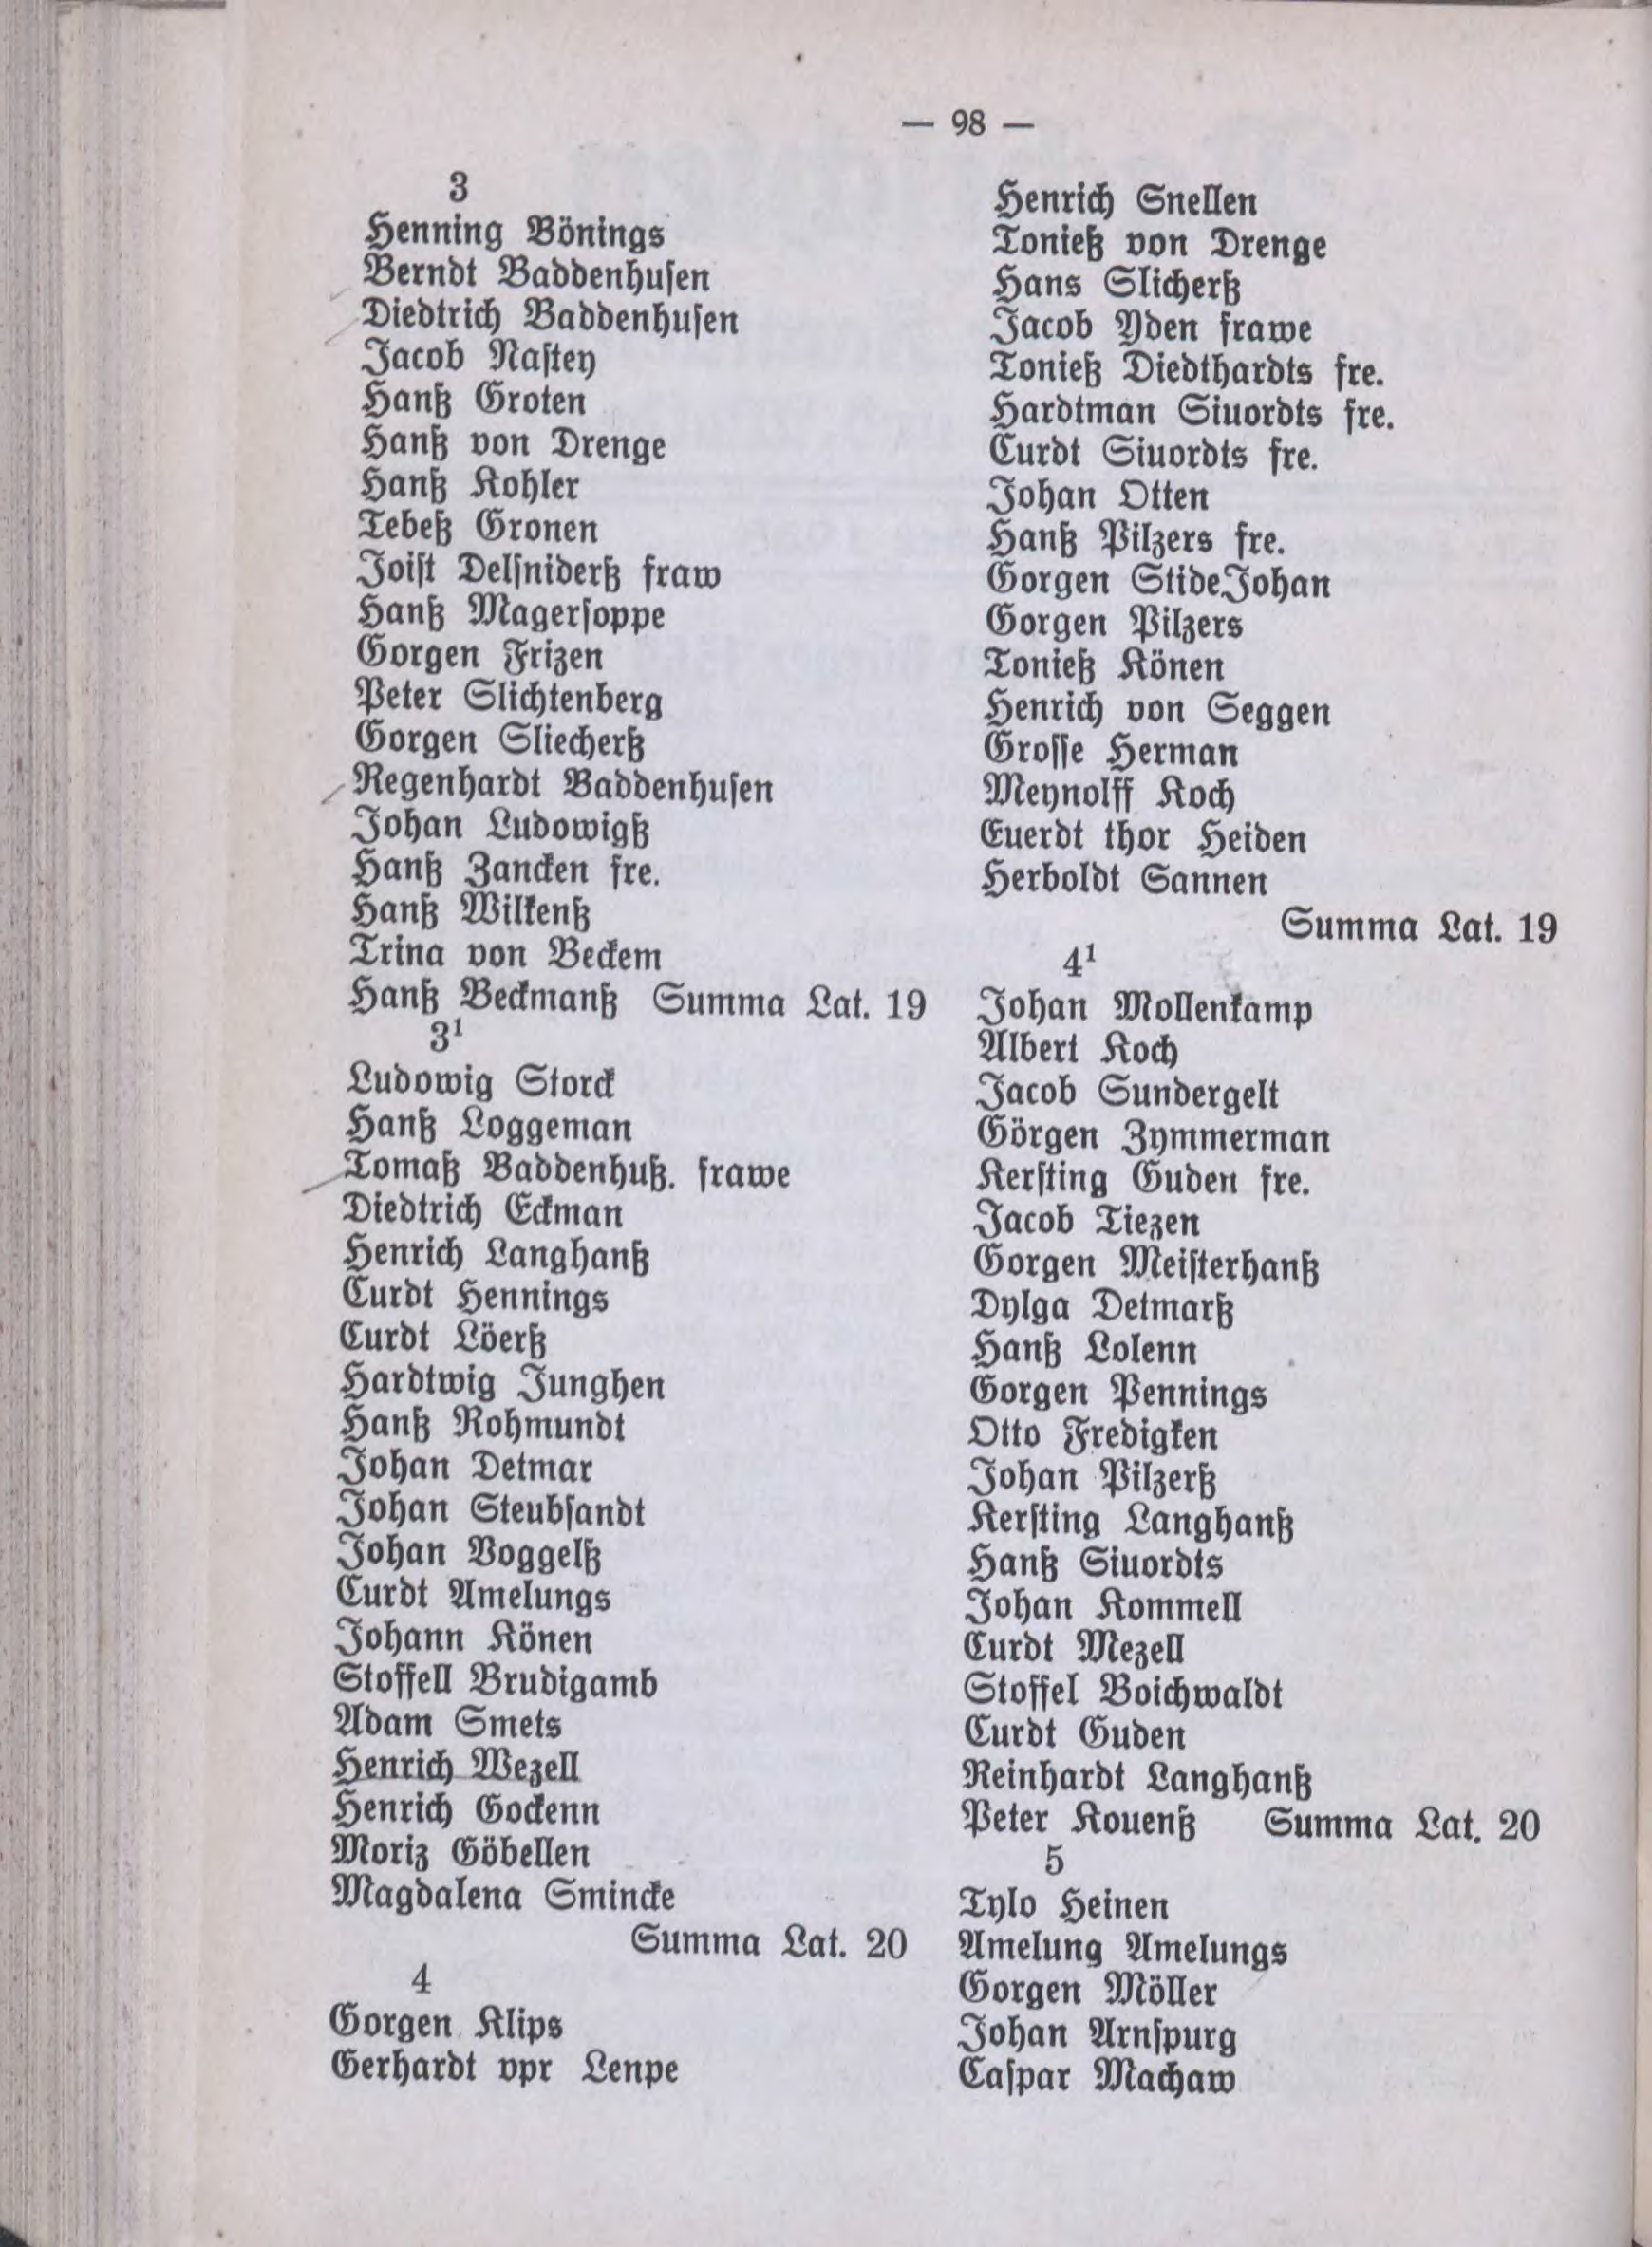 — 98 —
3
Henning Bönings
Berndt Baddenhusen
Diedtrich Baddenhusen
Jacob Nastey
Hanß Groten
Hanß von Drenge
Hanß Kohler
Tebeß Gronen
Joist Delsniderß fraw
Hanß Magersoppe
Gorgen Frizen
Peter Slichtenberg
Gorgen Sliecherß
Regenhardt Baddenhusen
Johan Ludowigß
Hanß Zancken fre.
Hanß Wilkenß
Trina von Beckem
Hanß Beckmanß Summa Lat. 19
3¹
Ludowig Storck
Hanß Loggeman
Tomaß Baddenhuß. frawe
Diedtrich Eckman
Henrich Langhanß
Curdt Hennings
Curdt Löerß
Hardtwig Junghen
Hanß Rohmundt
Johan Detmar
Johan Steubsandt
Johan Voggelß
Curdt Amelungs
Johann Könen
Stoffell Brudigamb
Adam Smets
Henrich Wezell
Henrich Gockenn
Moriz Göbellen
Magdalena Smincke
Summa Lat. 20
4
Gorgen Klips
Gerhardt vpr Lenpe
Henrich Snellen
Tonieß von Drenge
Hans Slicherß
Jacob Yden frawe
Tonieß Diedthardts fre.
Hardtman Siuordts fre.
Curdt Siuordts fre.
Johan Otten
Hanß Pilzers fre.
Gorgen StideJohan
Gorgen Pilzers
Tonieß Könen
Henrich von Seggen
Grosse Herman
Meynolff Koch
Euerdt thor Heiden
Herboldt Sannen
Summa Lat. 19
4¹
Johan Mollenkamp
Albert Koch
Jacob Sundergelt
Görgen Zymmerman
Kersting Guden fre.
Jacob Tiezen
Gorgen Meisterhanß
Dylga Detmarß
Hanß Lolenn
Gorgen Pennings
Otto Fredigken
Johan Pilzerß
Kersting Langhanß
Hanß Siuordts
Johan Kommell
Curdt Mezell
Stoffel Boichwaldt
Curdt Guden
Reinhardt Langhanß
Peter Kouenß Summa Lat. 20
5
Tylo Heinen
Amelung Amelungs
Gorgen Möller
Johan Arnspurg
Caspar Machaw